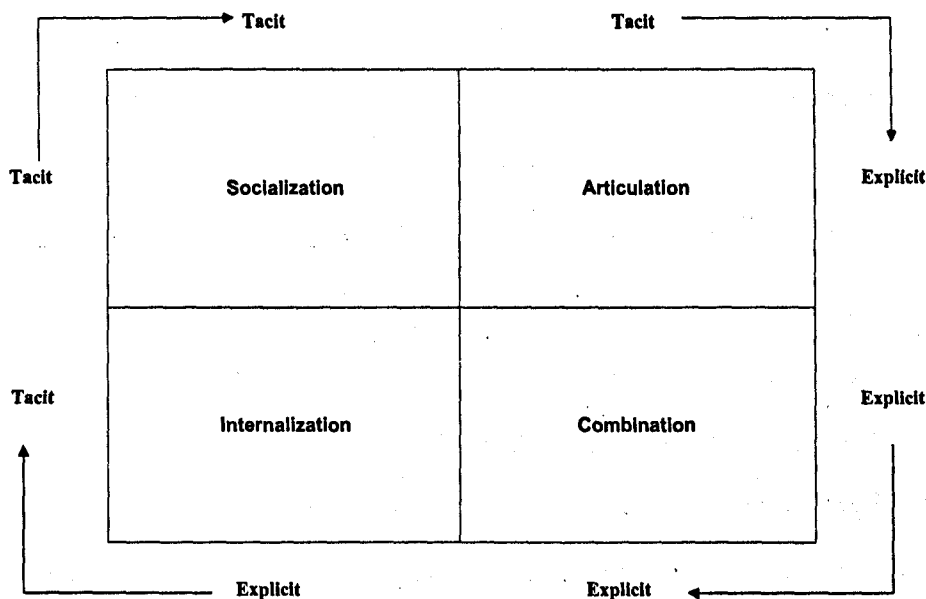 Tacit Tacit
Tacit Explicit
Socialization Articulation
Tacit Explicit
Internalization Combination
Explicit Explicit